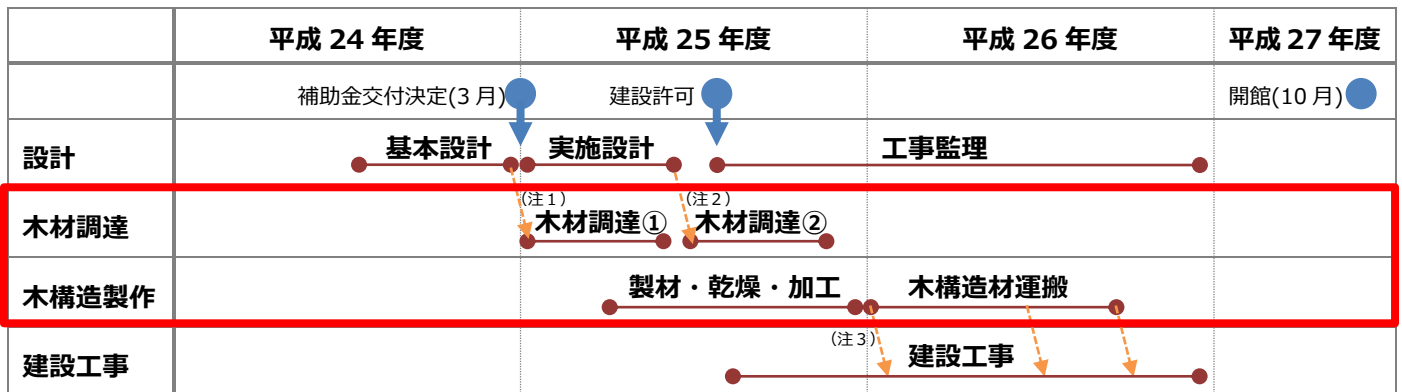 平成 24 年度 平成 25 年度 平成 26 年度 平成 27 年度
補助金交付決定(3 月) 建設許可 開館(10 月)
設計 基本設計 実施設計 工事監理
(注１) (注２)
木材調達 木材調達① 木材調達②
木構造製作 製材・乾燥・加工 木構造材運搬
(注３)
建設工事 建設工事